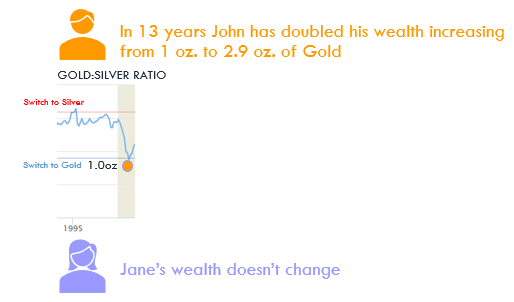 In 13 years John has doubled his wealth increasing
from 1 oz. to 2.9 oz. of Gold
GOLD:SILVER RATIO
Switch to Silver
Switch to Gold 1.0oz
1995
Jane's wealth doesn't change